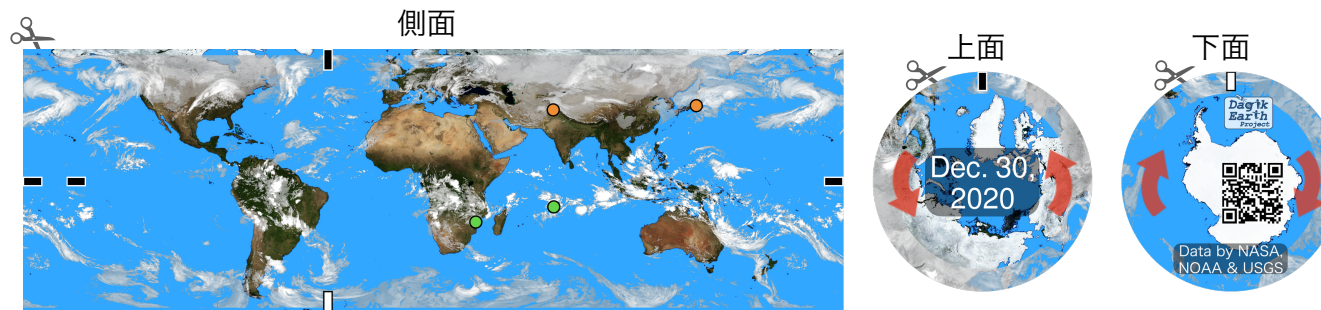 側面
上面
下面
Dec. 30,
2020
Dagik
Earth
Project
Data by NASA,
NOAA & USGS